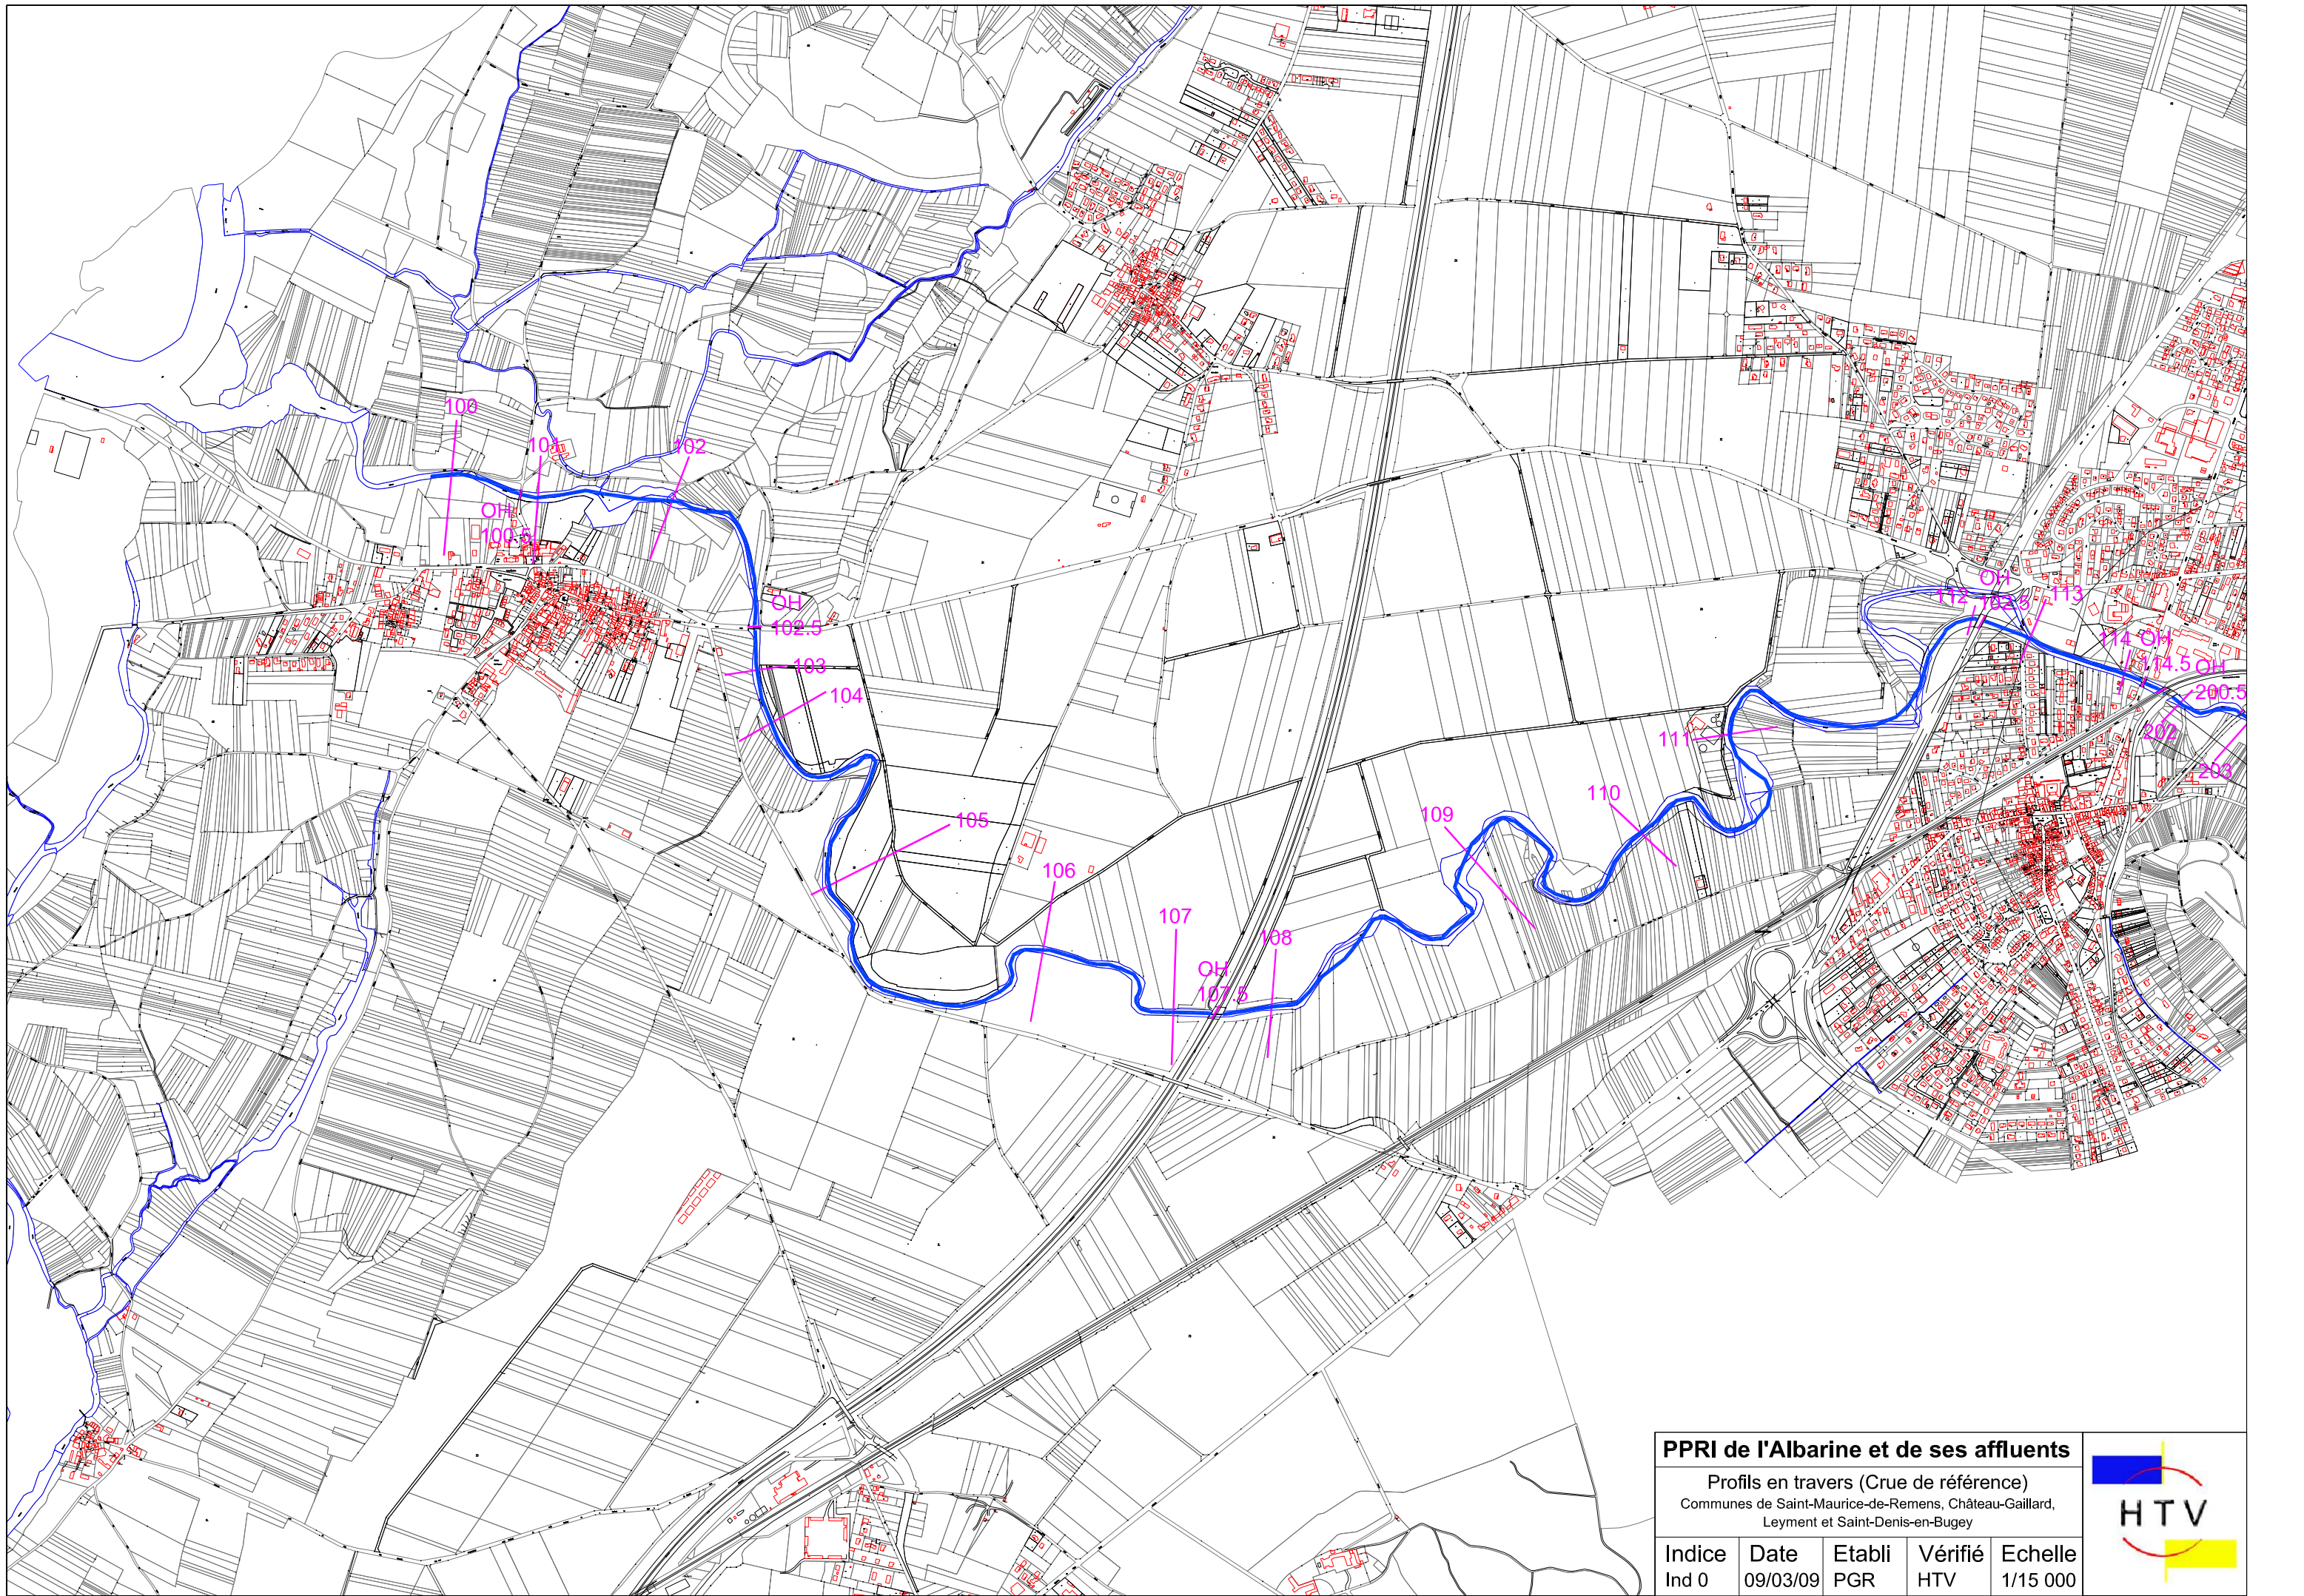 100
101
102
OH
100.5
OH
102.5
103
104
105
106
107
OH
107.5
108
109
110
111
112
OH
102.5
113
114
OH
114.5
OH
200.5
202
203
PPRI de l'Albarine et de ses affluents
Profils en travers (Crue de référence)
Communes de Saint-Maurice-de-Remens, Château-Gaillard,
Leyment et Saint-Denis-en-Bugey
Indice Date Etabli Vérifié Echelle
Ind 0 09/03/09 PGR HTV 1/15 000
HTV